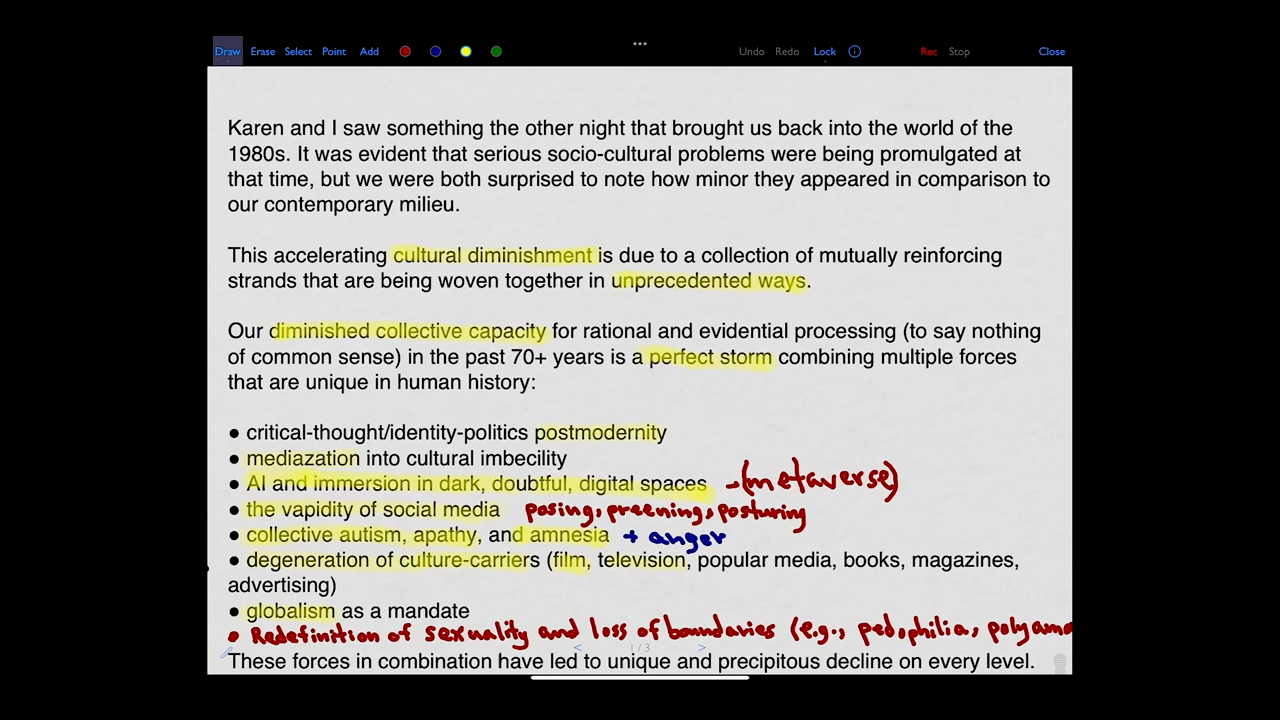 Draw Erase Select Point Add ... Undo Redo Lock Rec Stop Close
Karen and I saw something the other night that brought us back into the world of the
1980s. It was evident that serious socio-cultural problems were being promulgated at
that time, but we were both surprised to note how minor they appeared in comparison to
our contemporary milieu.
This accelerating cultural diminishment is due to a collection of mutually reinforcing
strands that are being woven together in unprecedented ways.
Our diminished collective capacity for rational and evidential processing (to say nothing
of common sense) in the past 70+ years is a perfect storm combining multiple forces
that are unique in human history:
● critical-thought/identity-politics postmodernity
● mediazation into cultural imbecility
● AI and immersion in dark, doubtful, digital spaces - (metaverse)
● the vapidity of social media posing, preening, posturing
● collective autism, apathy, and amnesia + anger
● degeneration of culture-carriers (film, television, popular media, books, magazines,
advertising)
● globalism as a mandate
● Redefinition of sexuality and loss of boundaries (e.g., pedophilia, polyamo
< 1 / 3 >
These forces in combination have led to unique and precipitous decline on every level.